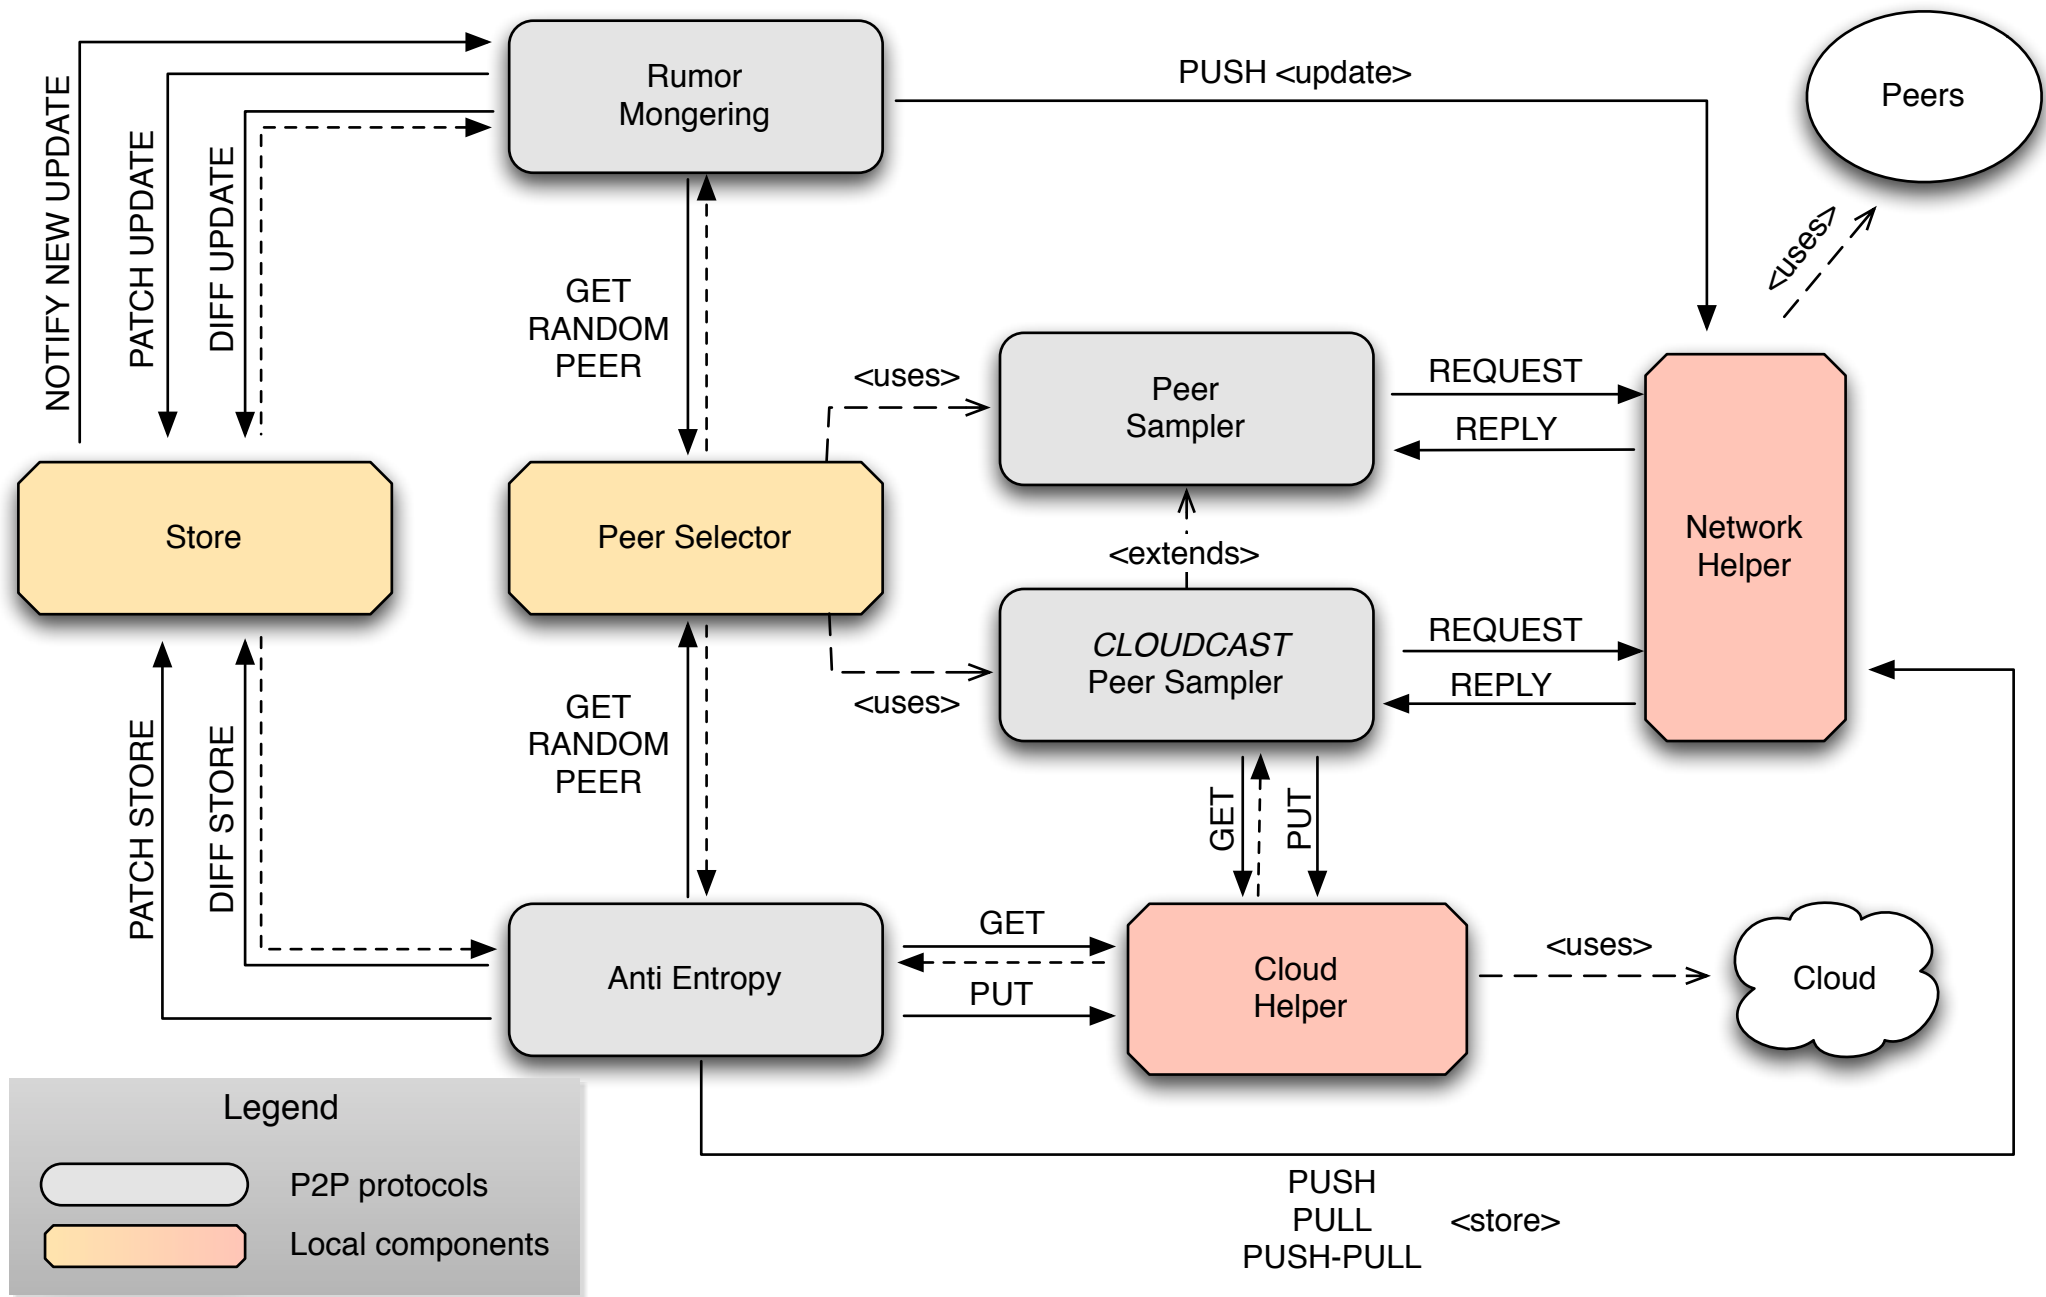 Rumor
Mongering
PUSH <update>
Peers
NOTIFY NEW UPDATE
PATCH UPDATE
DIFF UPDATE
<uses>
GET
RANDOM
PEER
<uses>
Peer
Sampler
REQUEST
REPLY
Store
Peer Selector
<extends>
Network
Helper
CLOUDCAST
Peer Sampler
REQUEST
REPLY
<uses>
GET
RANDOM
PEER
PATCH STORE
DIFF STORE
GET
PUT
Anti Entropy
GET
PUT
Cloud
Helper
<uses>
Cloud
Legend
P2P protocols
Local components
PUSH
PULL
PUSH-PULL
<store>